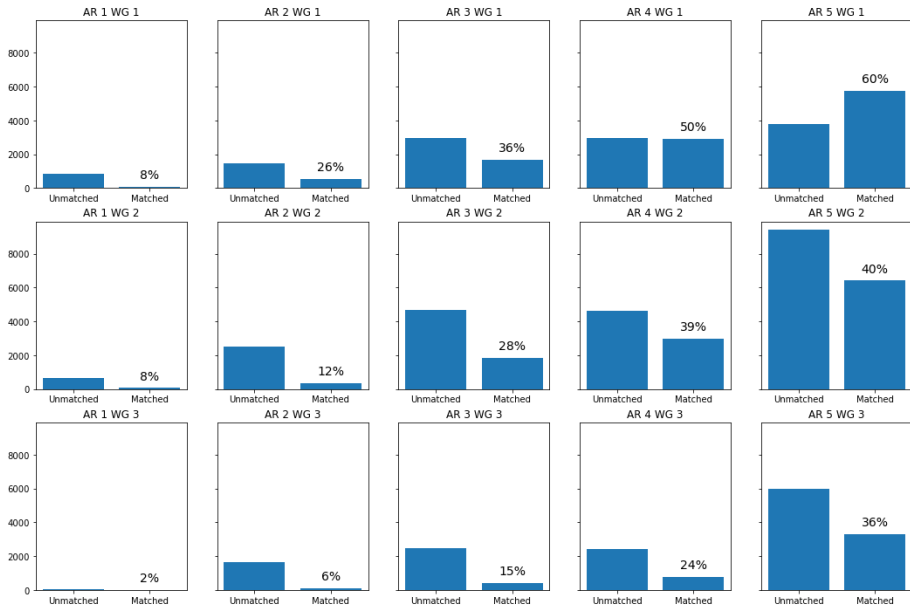 AR 1 WG 1 AR 2 WG 1 AR 3 WG 1 AR 4 WG 1 AR 5 WG 1
8000
6000
4000
2000
0
8% 26% 36% 50% 60%
Unmatched Matched Unmatched Matched Unmatched Matched Unmatched Matched Unmatched Matched
AR 1 WG 2 AR 2 WG 2 AR 3 WG 2 AR 4 WG 2 AR 5 WG 2
8000
6000
4000
2000
0
8% 12% 28% 39% 40%
Unmatched Matched Unmatched Matched Unmatched Matched Unmatched Matched Unmatched Matched
AR 1 WG 3 AR 2 WG 3 AR 3 WG 3 AR 4 WG 3 AR 5 WG 3
8000
6000
4000
2000
0
2% 6% 15% 24% 36%
Unmatched Matched Unmatched Matched Unmatched Matched Unmatched Matched Unmatched Matched